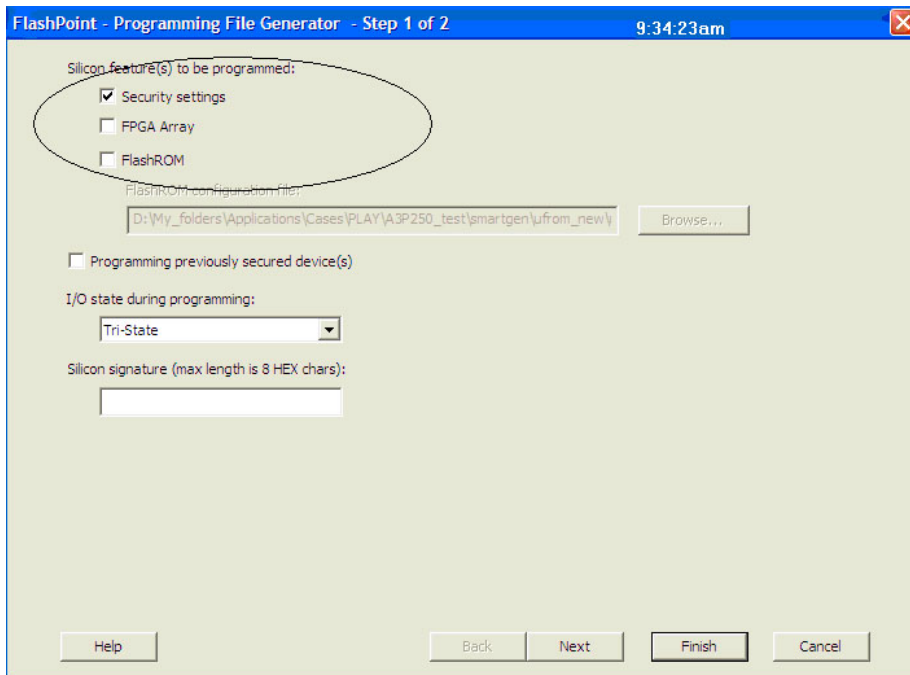 FlashPoint - Programming File Generator - Step 1 of 2 9:34:23am
Silicon feature(s) to be programmed:
Security settings
FPGA Array
FlashROM
FlashROM configuration file:
D:\My_folders\Applications\Cases\PLAY\A3P250_test\smartgen\ufrom_new\ Browse...
Programming previously secured device(s)
I/O state during programming:
Tri-State
Silicon signature (max length is 8 HEX chars):
Help Back Next Finish Cancel